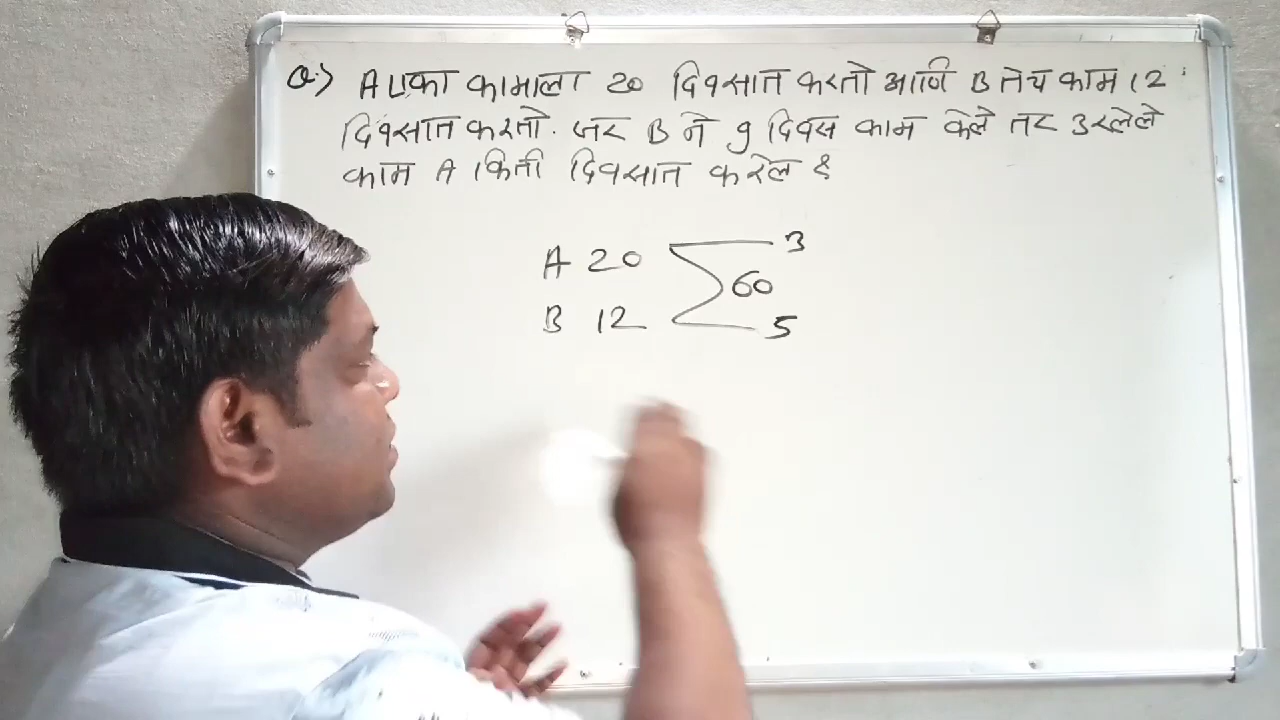 Q.) A एका कामाला 20 दिवसात करतो आणि B तेच काम 12
दिवसात करतो. जर B ने 9 दिवस काम केले तर उरलेले
काम A किती दिवसात करेल ?
3
A 20
60
B 12
5